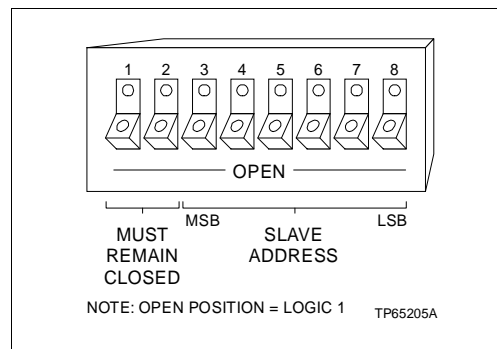 1 2 3 4 5 6 7 8
OPEN
MSB LSB
MUST
REMAIN
CLOSED
SLAVE
ADDRESS
NOTE: OPEN POSITION = LOGIC 1
TP65205A